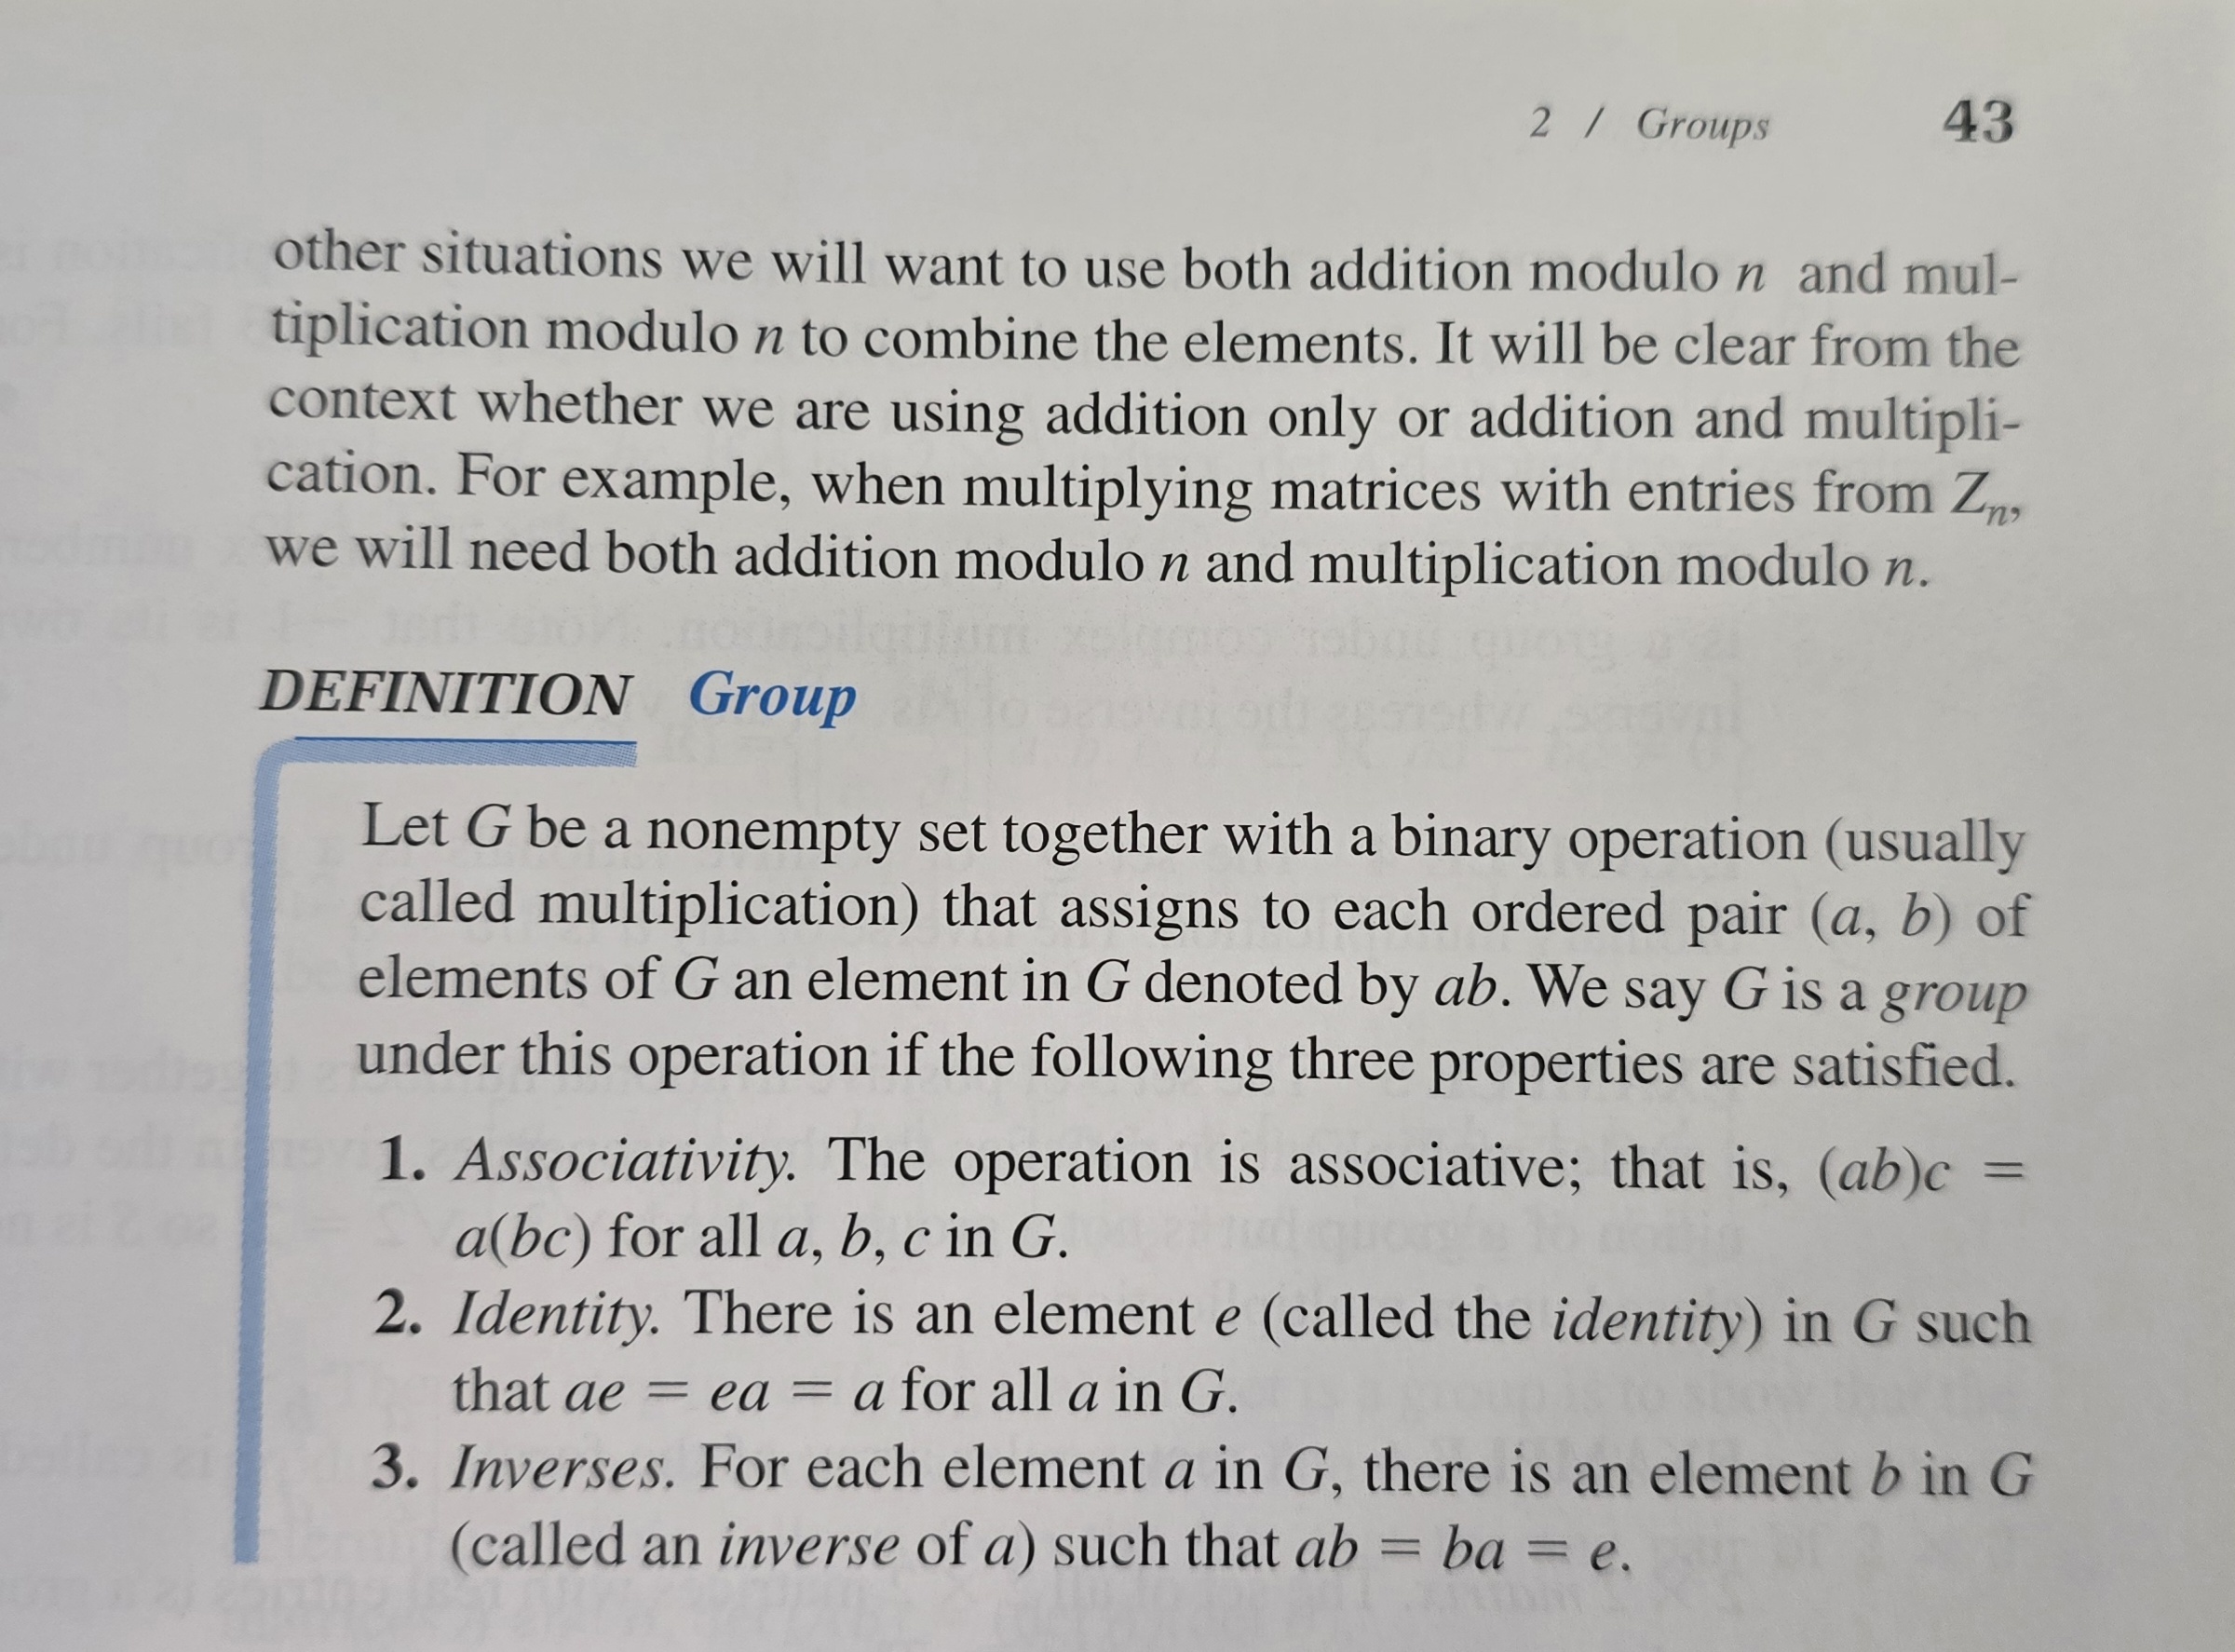 2 / Groups 43
other situations we will want to use both addition modulo n and mul-
tiplication modulo n to combine the elements. It will be clear from the
context whether we are using addition only or addition and multipli-
cation. For example, when multiplying matrices with entries from Zₙ,
we will need both addition modulo n and multiplication modulo n.
DEFINITION Group
Let G be a nonempty set together with a binary operation (usually
called multiplication) that assigns to each ordered pair (a, b) of
elements of G an element in G denoted by ab. We say G is a group
under this operation if the following three properties are satisfied.
1. Associativity. The operation is associative; that is, (ab)c =
a(bc) for all a, b, c in G.
2. Identity. There is an element e (called the identity) in G such
that ae = ea = a for all a in G.
3. Inverses. For each element a in G, there is an element b in G
(called an inverse of a) such that ab = ba = e.